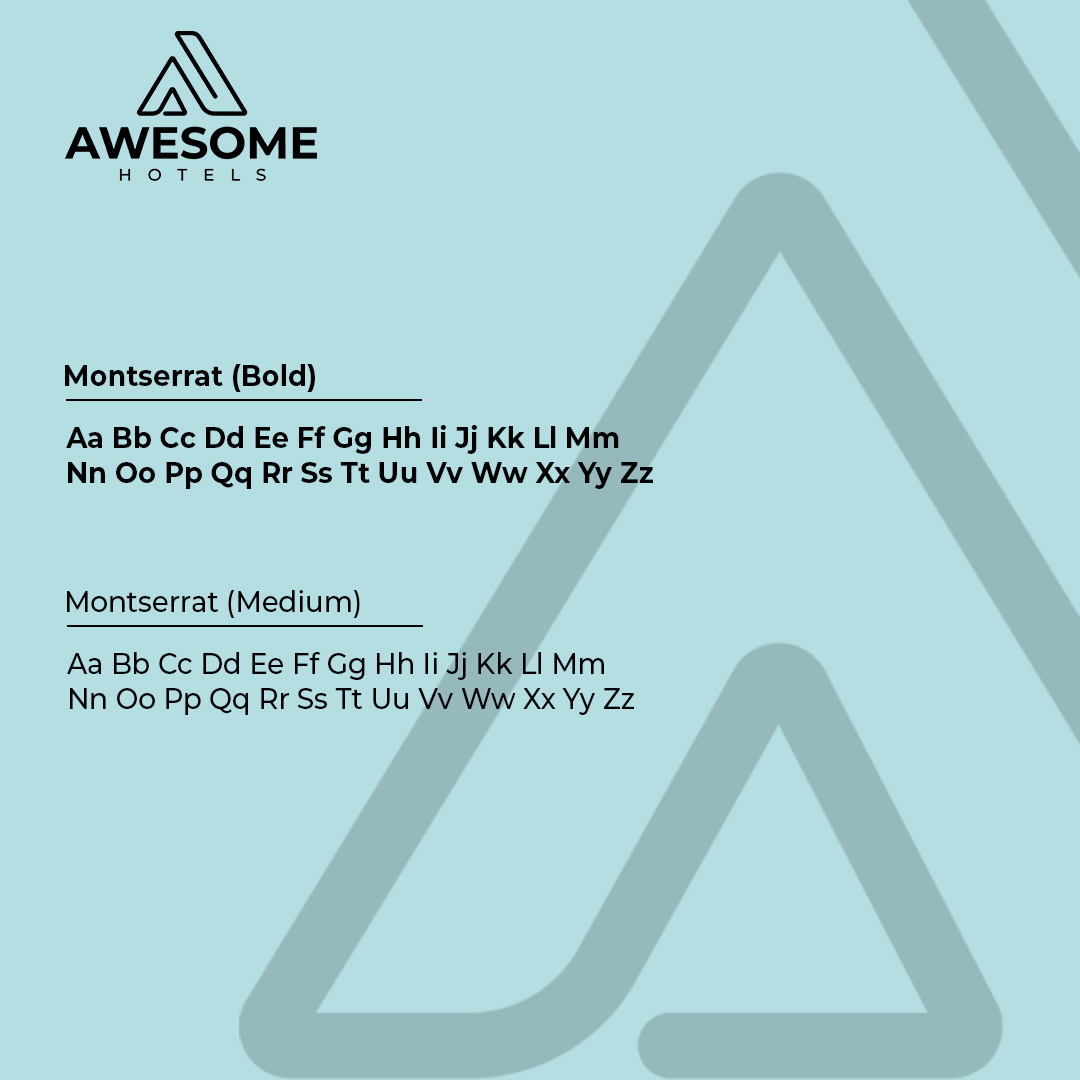 AWESOME
HOTELS
Montserrat (Bold)
Aa Bb Cc Dd Ee Ff Gg Hh Ii Jj Kk Ll Mm
Nn Oo Pp Qq Rr Ss Tt Uu Vv Ww Xx Yy Zz
Montserrat (Medium)
Aa Bb Cc Dd Ee Ff Gg Hh Ii Jj Kk Ll Mm
Nn Oo Pp Qq Rr Ss Tt Uu Vv Ww Xx Yy Zz